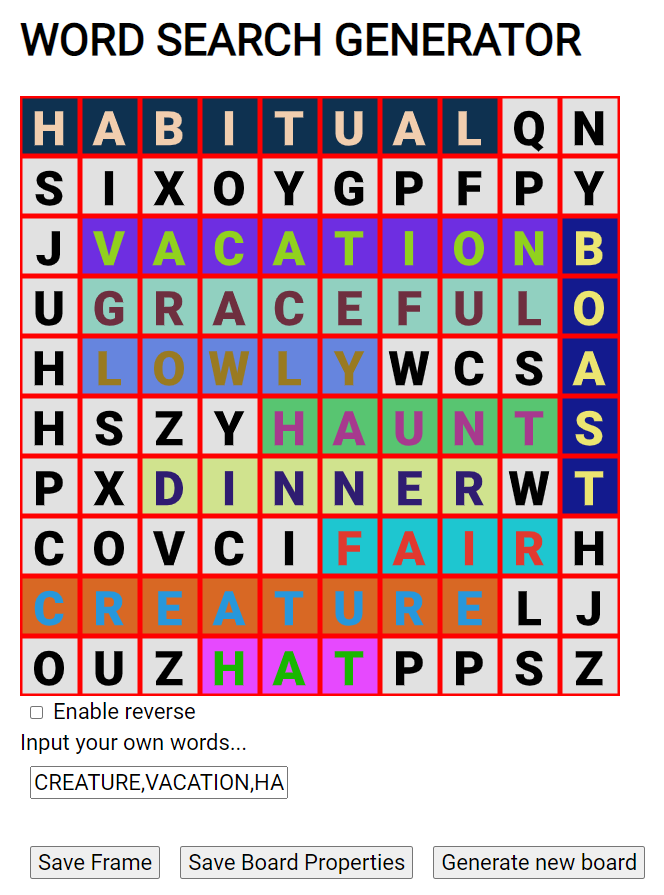 WORD SEARCH GENERATOR
H A B I T U A L Q N
S I X O Y G P F P Y
J V A C A T I O N B
U G R A C E F U L O
H L O W L Y W C S A
H S Z Y H A U N T S
P X D I N N E R W T
C O V C I F A I R H
C R E A T U R E L J
O U Z H A T P P S Z
Enable reverse
Input your own words...
CREATURE,VACATION,HA
Save Frame Save Board Properties Generate new board